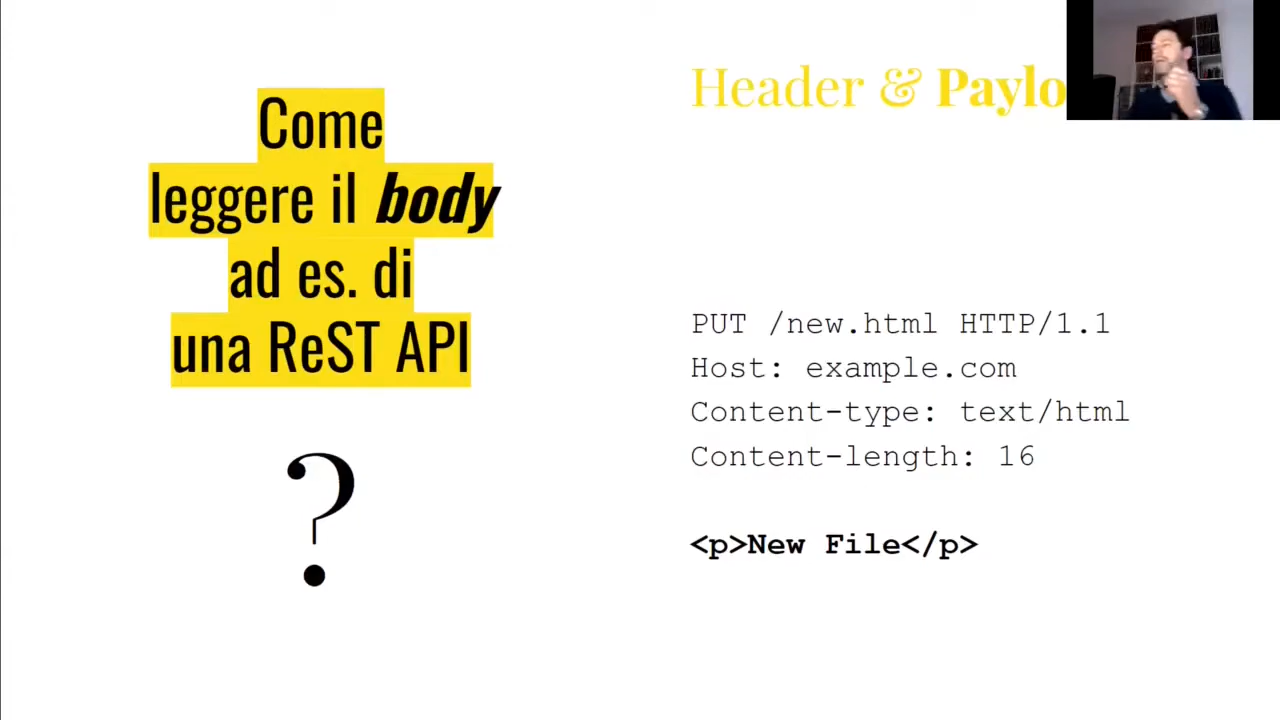 Come
leggere il body
ad es. di
una ReST API
?
Header & Paylo
PUT /new.html HTTP/1.1
Host: example.com
Content-type: text/html
Content-length: 16
<p>New File</p>